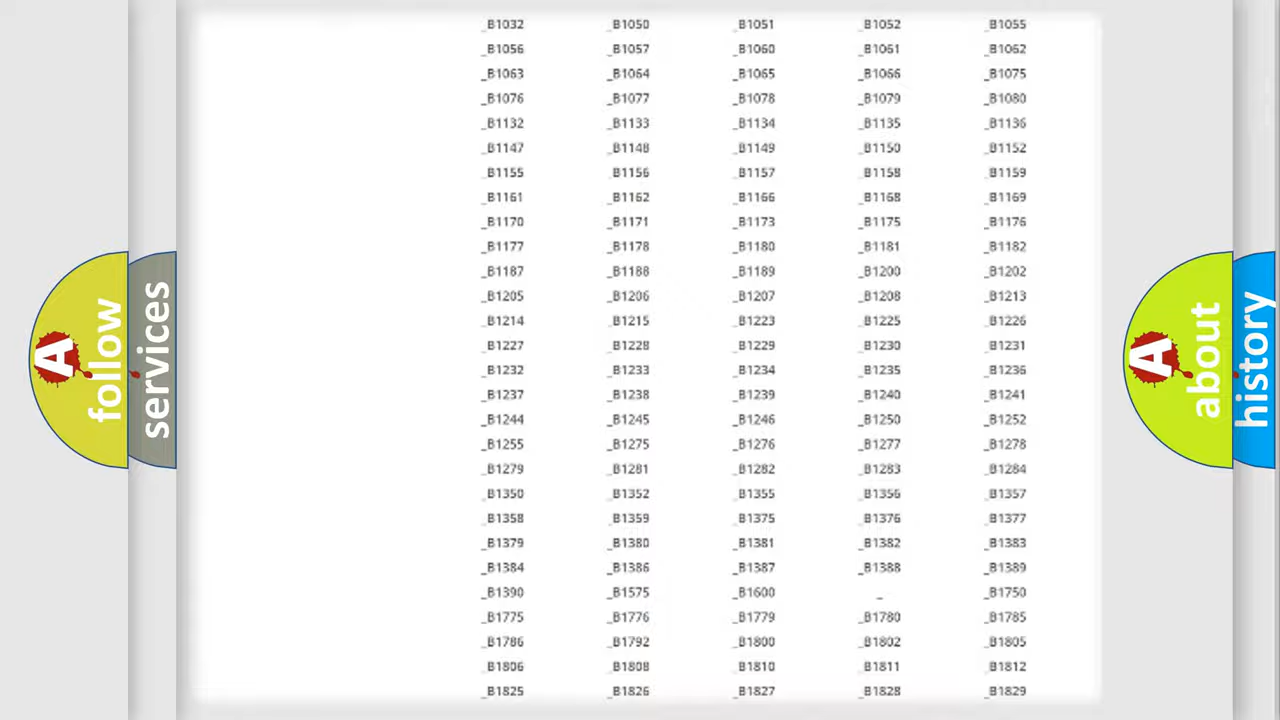 _B1032 _B1050 _B1051 _B1052 _B1055
_B1056 _B1057 _B1060 _B1061 _B1062
_B1063 _B1064 _B1065 _B1066 _B1075
_B1076 _B1077 _B1078 _B1079 _B1080
_B1132 _B1133 _B1134 _B1135 _B1136
_B1147 _B1148 _B1149 _B1150 _B1152
_B1155 _B1156 _B1157 _B1158 _B1159
_B1161 _B1162 _B1166 _B1168 _B1169
_B1170 _B1171 _B1173 _B1175 _B1176
_B1177 _B1178 _B1180 _B1181 _B1182
_B1187 _B1188 _B1189 _B1200 _B1202
_B1205 _B1206 _B1207 _B1208 _B1213
_B1214 _B1215 _B1223 _B1225 _B1226
_B1227 _B1228 _B1229 _B1230 _B1231
_B1232 _B1233 _B1234 _B1235 _B1236
_B1237 _B1238 _B1239 _B1240 _B1241
_B1244 _B1245 _B1246 _B1250 _B1252
_B1255 _B1275 _B1276 _B1277 _B1278
_B1279 _B1281 _B1282 _B1283 _B1284
_B1350 _B1352 _B1355 _B1356 _B1357
_B1358 _B1359 _B1375 _B1376 _B1377
_B1379 _B1380 _B1381 _B1382 _B1383
_B1384 _B1386 _B1387 _B1388 _B1389
_B1390 _B1575 _B1600 _ _B1750
_B1775 _B1776 _B1779 _B1780 _B1785
_B1786 _B1792 _B1800 _B1802 _B1805
_B1806 _B1808 _B1810 _B1811 _B1812
_B1825 _B1826 _B1827 _B1828 _B1829
A
follow
services
A
about
history